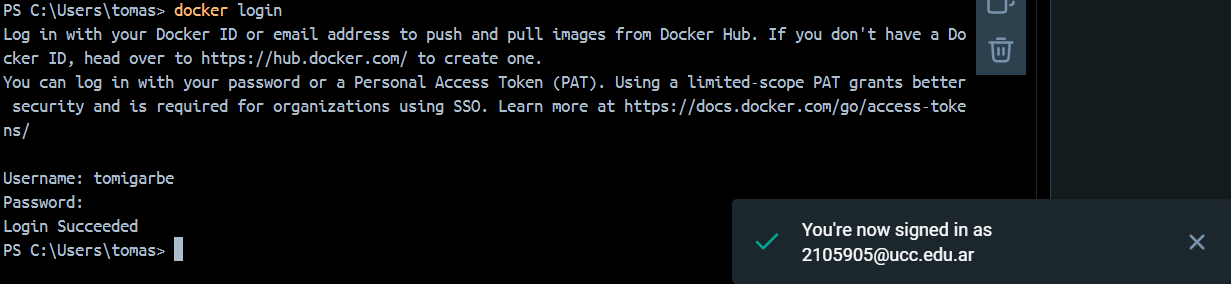 PS C:\Users\tomas> docker login
Log in with your Docker ID or email address to push and pull images from Docker Hub. If you don't have a Do
cker ID, head over to https://hub.docker.com/ to create one.
You can log in with your password or a Personal Access Token (PAT). Using a limited-scope PAT grants better
 security and is required for organizations using SSO. Learn more at https://docs.docker.com/go/access-toke
ns/
Username: tomigarbe
Password:
Login Succeeded
PS C:\Users\tomas>
You're now signed in as
2105905@ucc.edu.ar